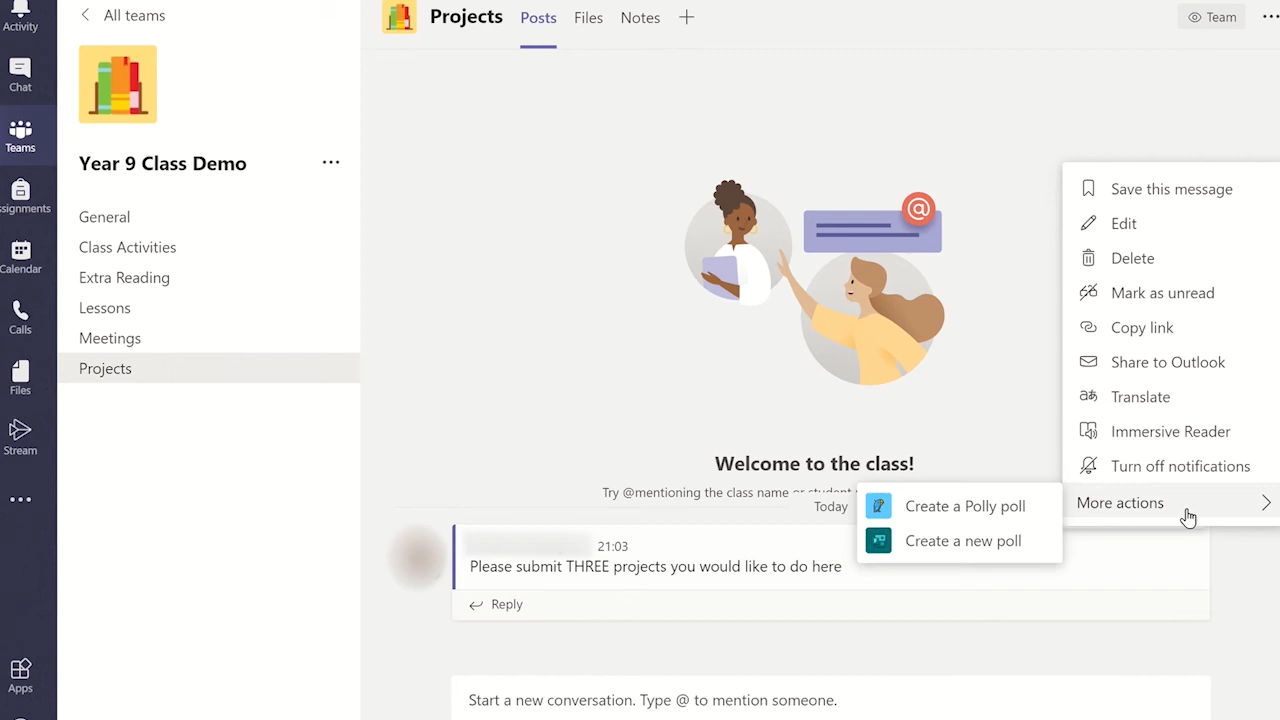 Activity
Chat
Teams
ssignments
Calendar
Calls
Files
Stream
Apps
All teams
Year 9 Class Demo
General
Class Activities
Extra Reading
Lessons
Meetings
Projects
Projects
Posts
Files
Notes
Team
Welcome to the class!
Try @mentioning the class name or student
Today
21:03
Please submit THREE projects you would like to do here
Reply
Start a new conversation. Type @ to mention someone.
Save this message
Edit
Delete
Mark as unread
Copy link
Share to Outlook
Translate
Immersive Reader
Turn off notifications
More actions
Create a Polly poll
Create a new poll